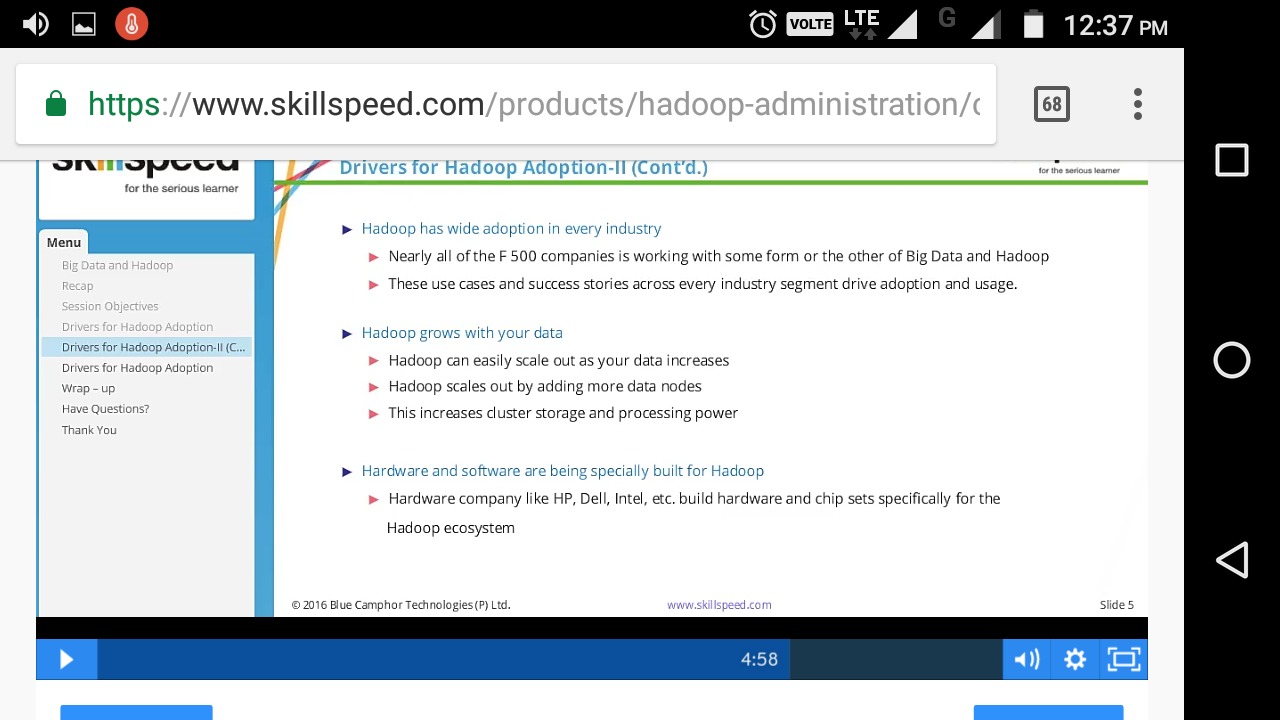 VOLTE LTE G 12:37 PM
https://www.skillspeed.com/products/hadoop-administration/
68
skillspeed
for the serious learner
Drivers for Hadoop Adoption-II (Cont'd.)
for the serious learner
Menu
Big Data and Hadoop
Recap
Session Objectives
Drivers for Hadoop Adoption
Drivers for Hadoop Adoption-II (C...
Drivers for Hadoop Adoption
Wrap – up
Have Questions?
Thank You
Hadoop has wide adoption in every industry
Nearly all of the F 500 companies is working with some form or the other of Big Data and Hadoop
These use cases and success stories across every industry segment drive adoption and usage.
Hadoop grows with your data
Hadoop can easily scale out as your data increases
Hadoop scales out by adding more data nodes
This increases cluster storage and processing power
Hardware and software are being specially built for Hadoop
Hardware company like HP, Dell, Intel, etc. build hardware and chip sets specifically for the
Hadoop ecosystem
© 2016 Blue Camphor Technologies (P) Ltd. www.skillspeed.com Slide 5
4:58